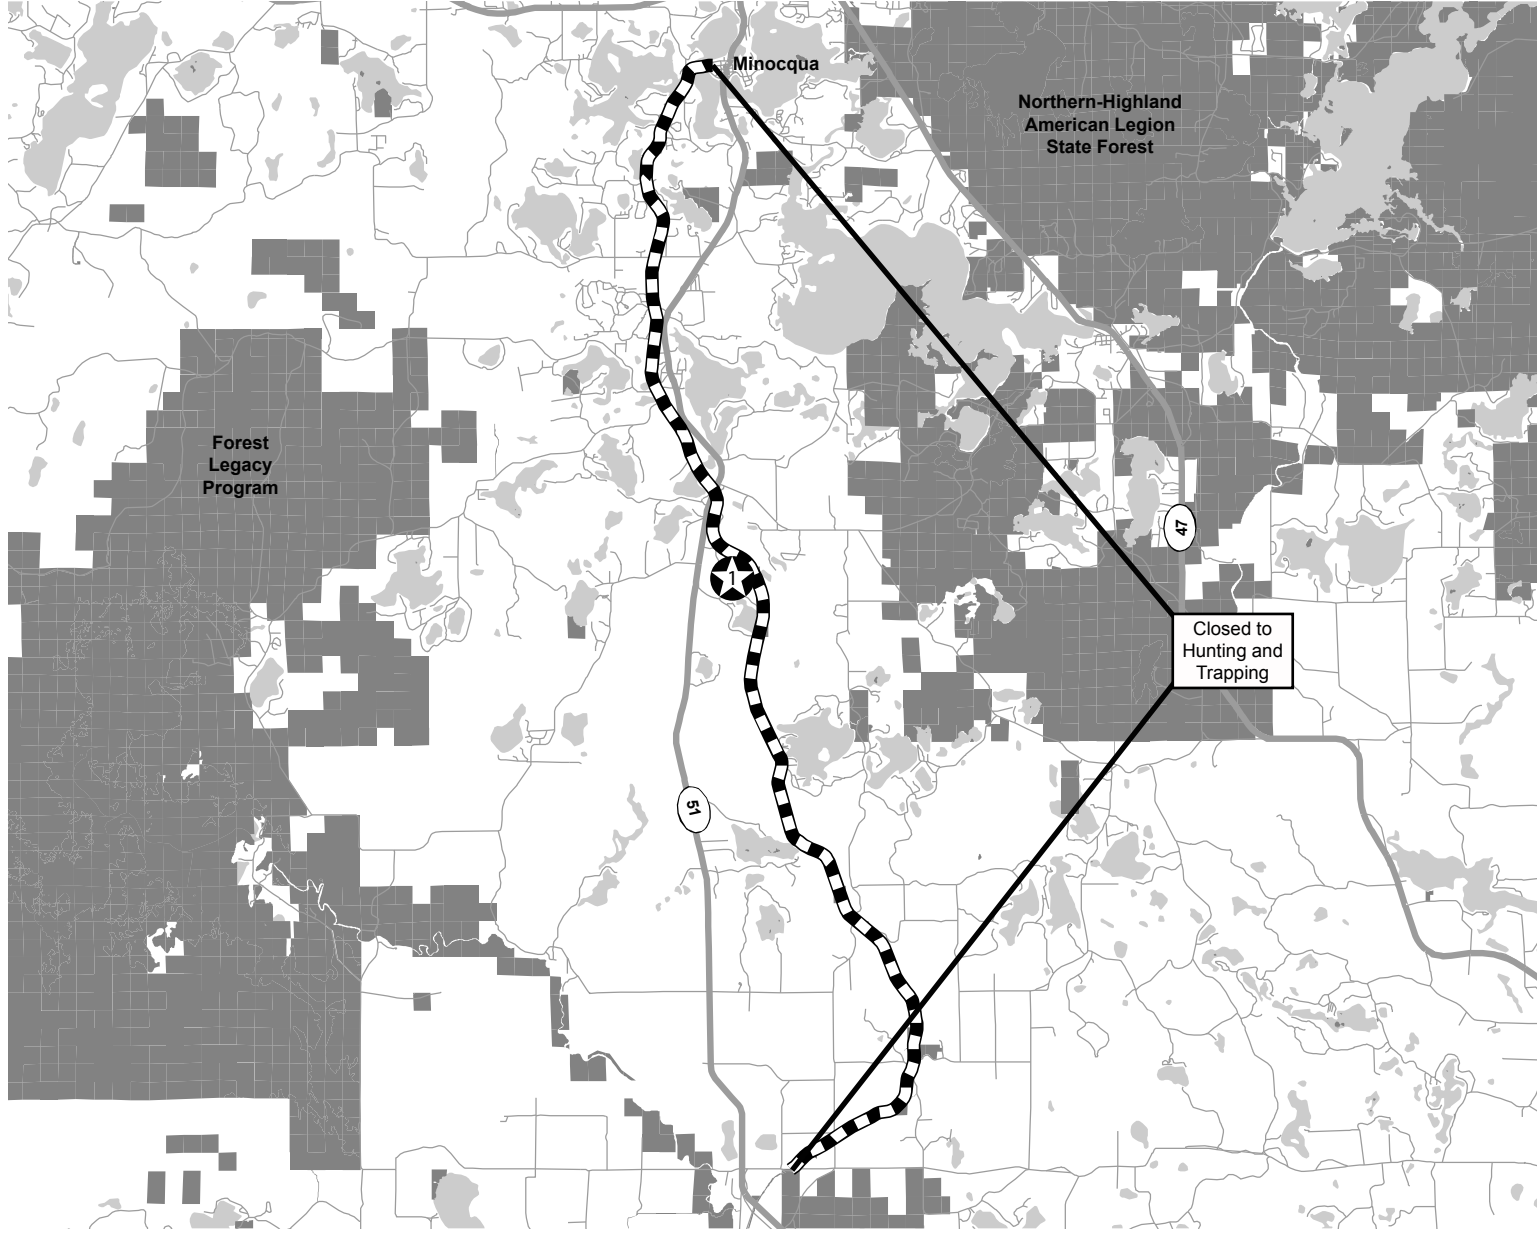 Minocqua
Northern-Highland
American Legion
State Forest
Forest
Legacy
Program
47
1
Closed to
Hunting and
Trapping
51